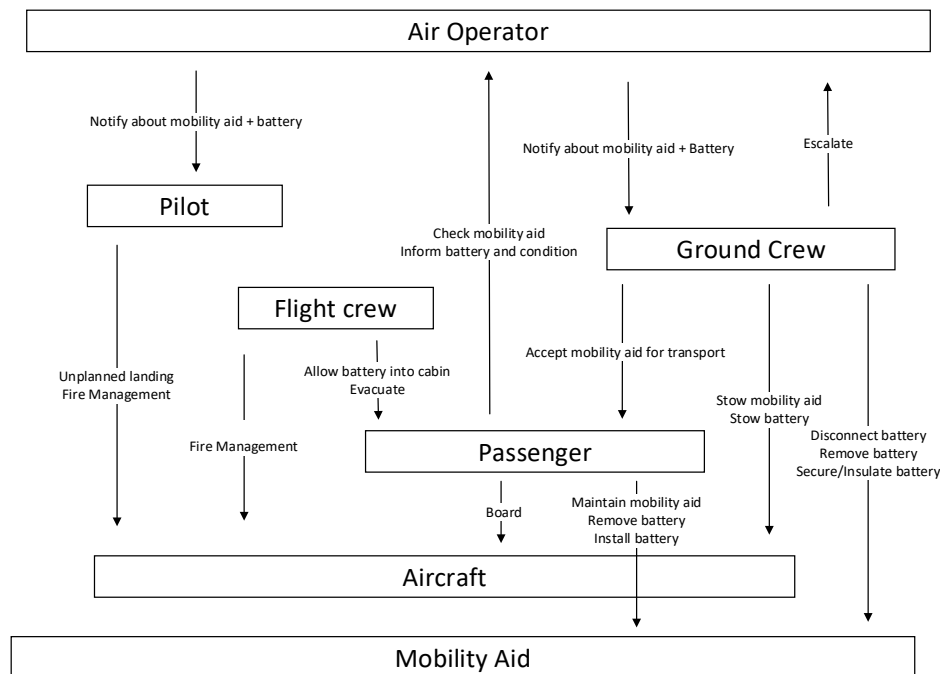 Air Operator
Notify about mobility aid + battery
Notify about mobility aid + Battery
Escalate
Pilot
Check mobility aid
Inform battery and condition
Ground Crew
Flight crew
Unplanned landing
Fire Management
Allow battery into cabin
Evacuate
Accept mobility aid for transport
Fire Management
Stow mobility aid
Stow battery
Disconnect battery
Remove battery
Secure/Insulate battery
Passenger
Board
Maintain mobility aid
Remove battery
Install battery
Aircraft
Mobility Aid